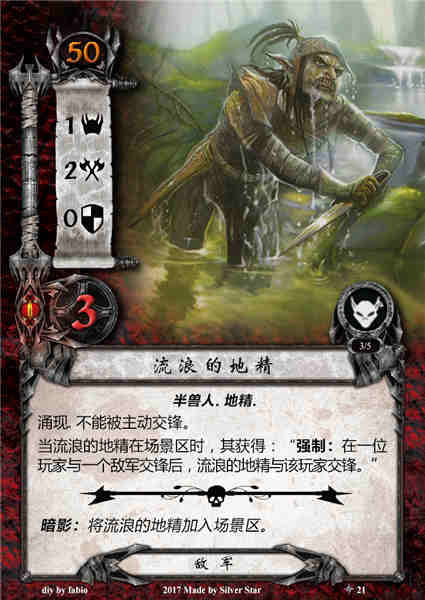 50
1
2
0
3
3/5
流浪的地精
半兽人. 地精.
涌现. 不能被主动交锋。
当流浪的地精在场景区时，其获得：“强制：在一位
玩家与一个敌军交锋后，流浪的地精与该玩家交锋。”
暗影：将流浪的地精加入场景区。
敌 军
diy by fabio
2017 Made by Silver Star
21